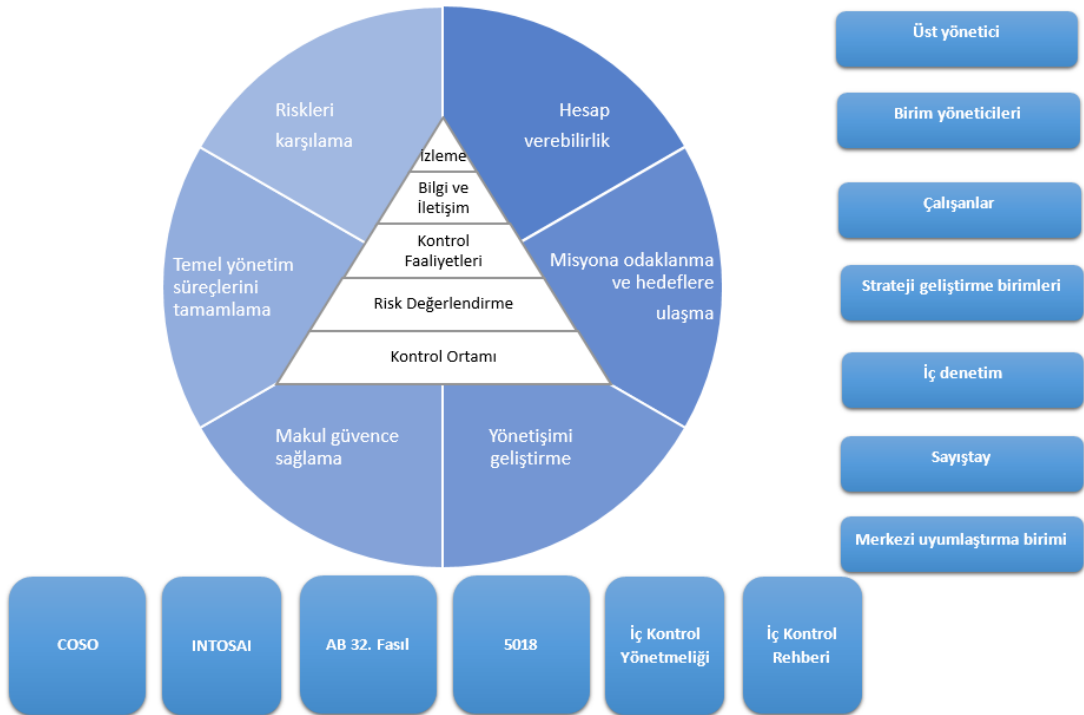 Riskleri
karşılama
Hesap
verebilirlik
Temel yönetim
süreçlerini
tamamlama
Misyona odaklanma
ve hedeflere
ulaşma
Makul güvence
sağlama
Yönetişimi
geliştirme
İzleme
Bilgi ve
İletişim
Kontrol
Faaliyetleri
Risk Değerlendirme
Kontrol Ortamı
Üst yönetici
Birim yöneticileri
Çalışanlar
Strateji geliştirme birimleri
İç denetim
Sayıştay
Merkezi uyumlaştırma birimi
COSO
INTOSAI
AB 32. Fasıl
5018
İç Kontrol
Yönetmeliği
İç Kontrol
Rehberi